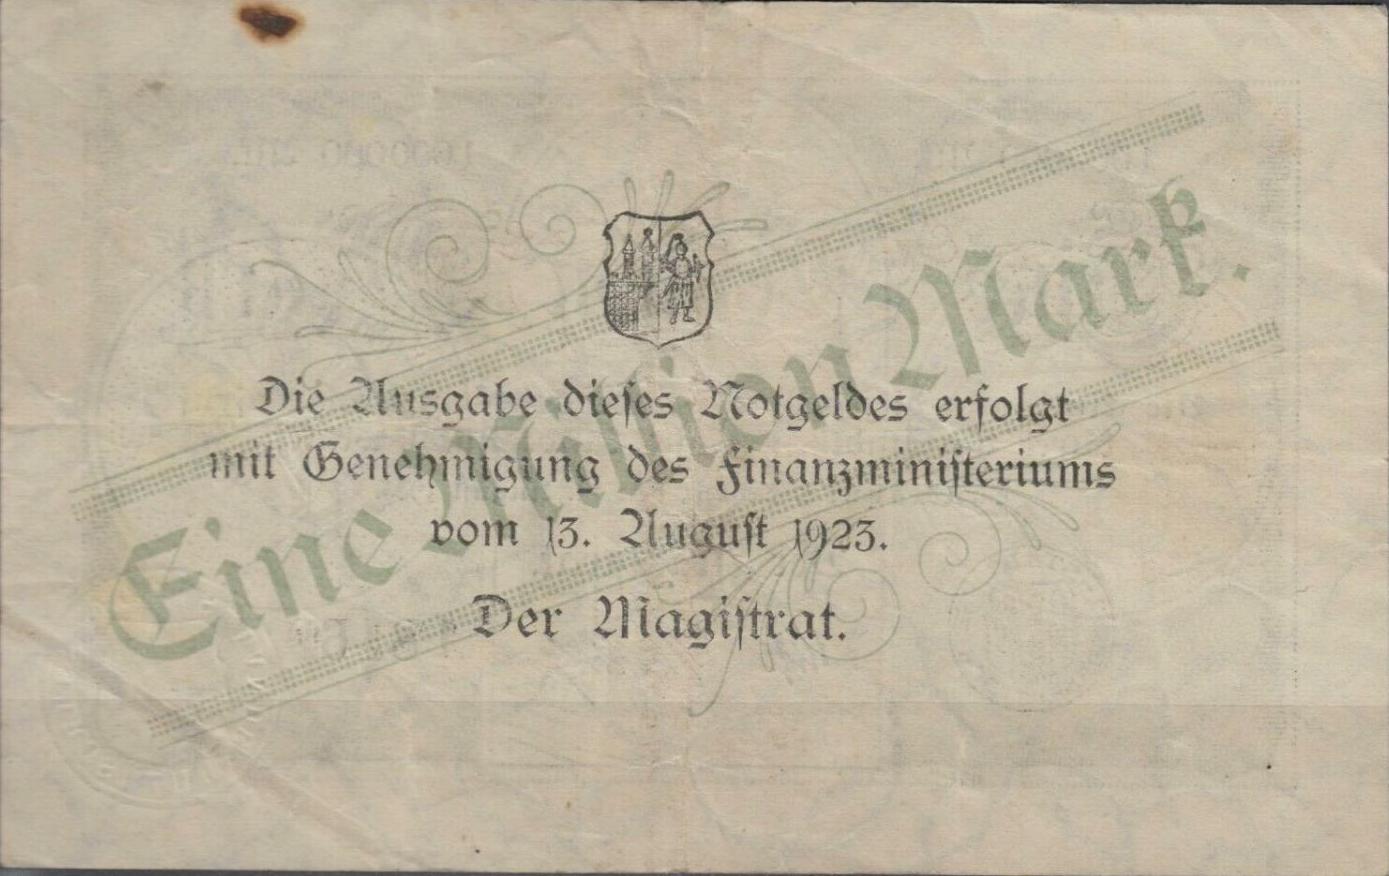 Die Ausgabe dieses Notgeldes erfolgt
mit Genehmigung des Finanzministeriums
vom 13. August 1923.
Der Magistrat.
Eine Million Mark.